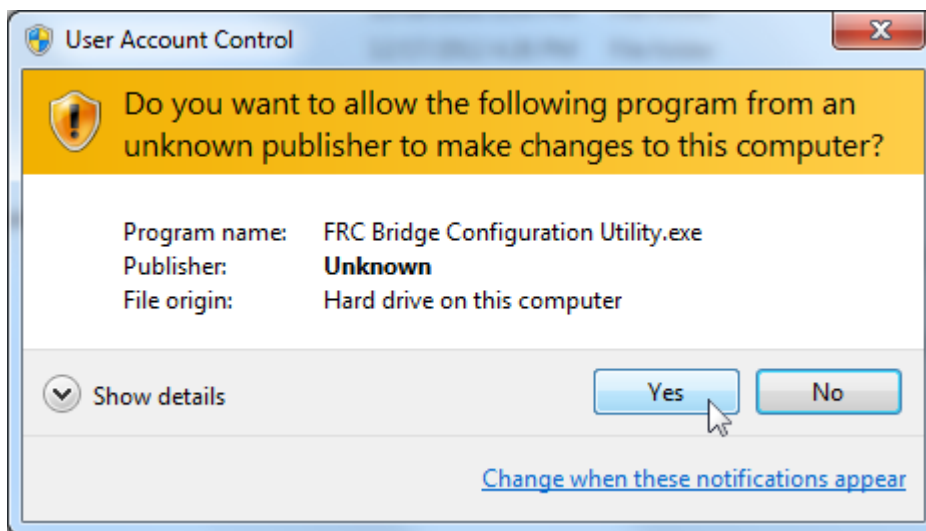 User Account Control
Do you want to allow the following program from an
unknown publisher to make changes to this computer?
Program name: FRC Bridge Configuration Utility.exe
Publisher: Unknown
File origin: Hard drive on this computer
Show details
Yes
No
Change when these notifications appear